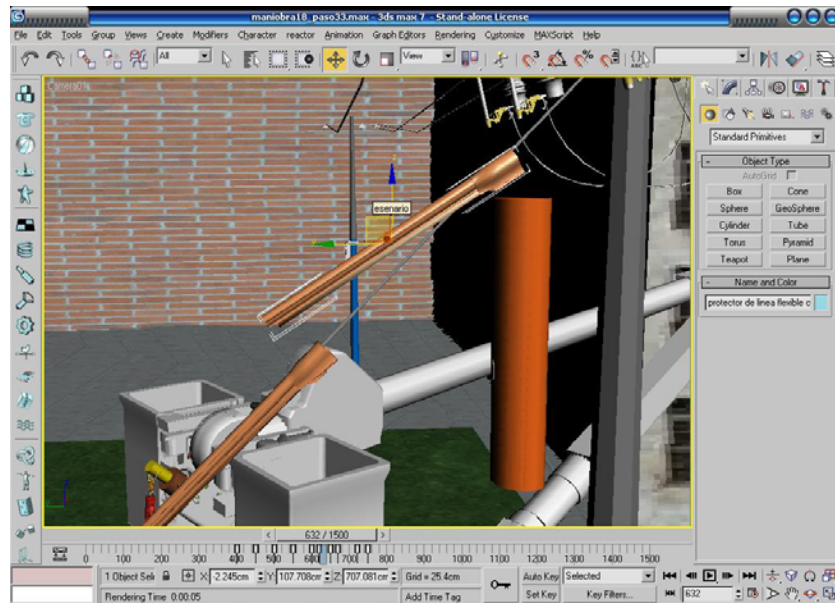 maniobra18_paso33.max - 3ds max 7 - Stand-alone License
File Edit Tools Group Views Create Modifiers Character reactor Animation Graph Editors Rendering Customize MAXScript Help
All
View
3
ABC
Camera01
esenario
Standard Primitives
- Object Type
AutoGrid
Box Cone
Sphere GeoSphere
Cylinder Tube
Torus Pyramid
Teapot Plane
- Name and Color
protector de linea flexible c
< 632 / 1500 >
0 100 200 300 400 500 600 700 800 900 1000 1100 1200 1300 1400 1500
1 Object Sele X: -2.245cm Y: 107.708cm Z: 707.081cm Grid = 25.4cm Auto Key Selected
Rendering Time 0:00:05 Add Time Tag Set Key Key Filters... 632